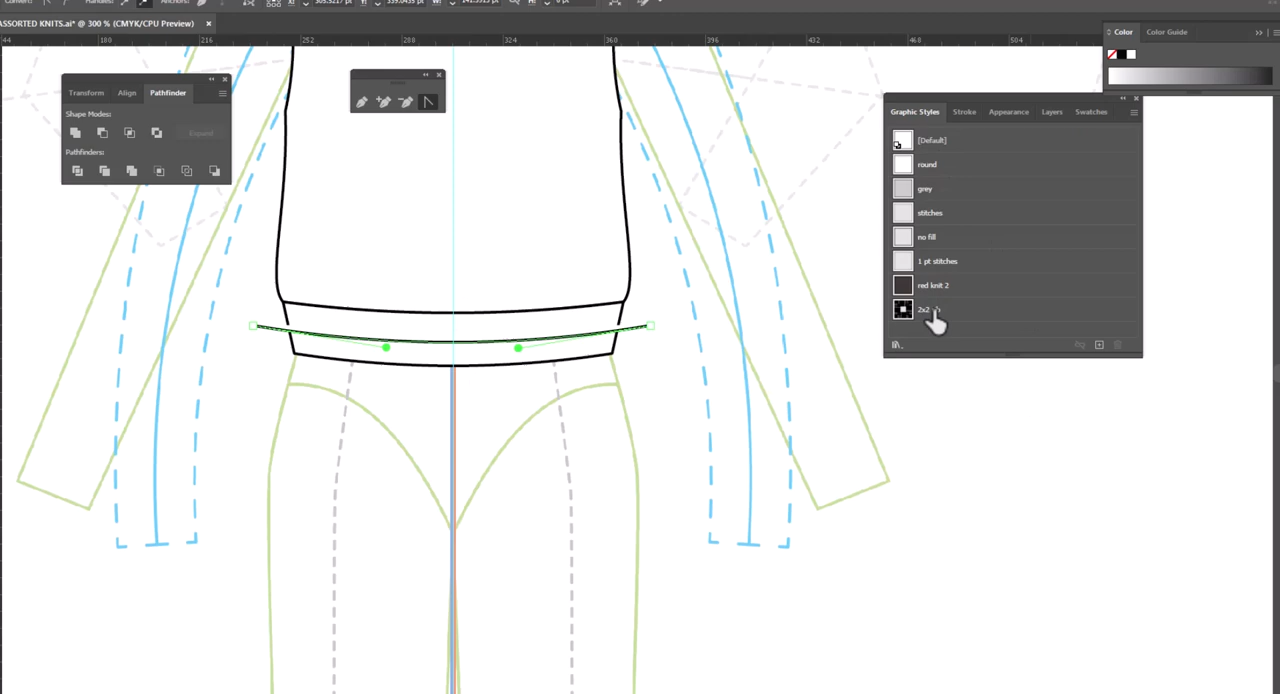 ASSORTED KNITS.ai* @ 300 % (CMYK/CPU Preview) ×
44 180 216 252 288 324 360 396 432 468 504
Color Color Guide
Transform Align Pathfinder
Shape Modes:
Expand
Pathfinders:
Graphic Styles Stroke Appearance Layers Swatches
[Default]
round
grey
stitches
no fill
1 pt stitches
red knit 2
2x2